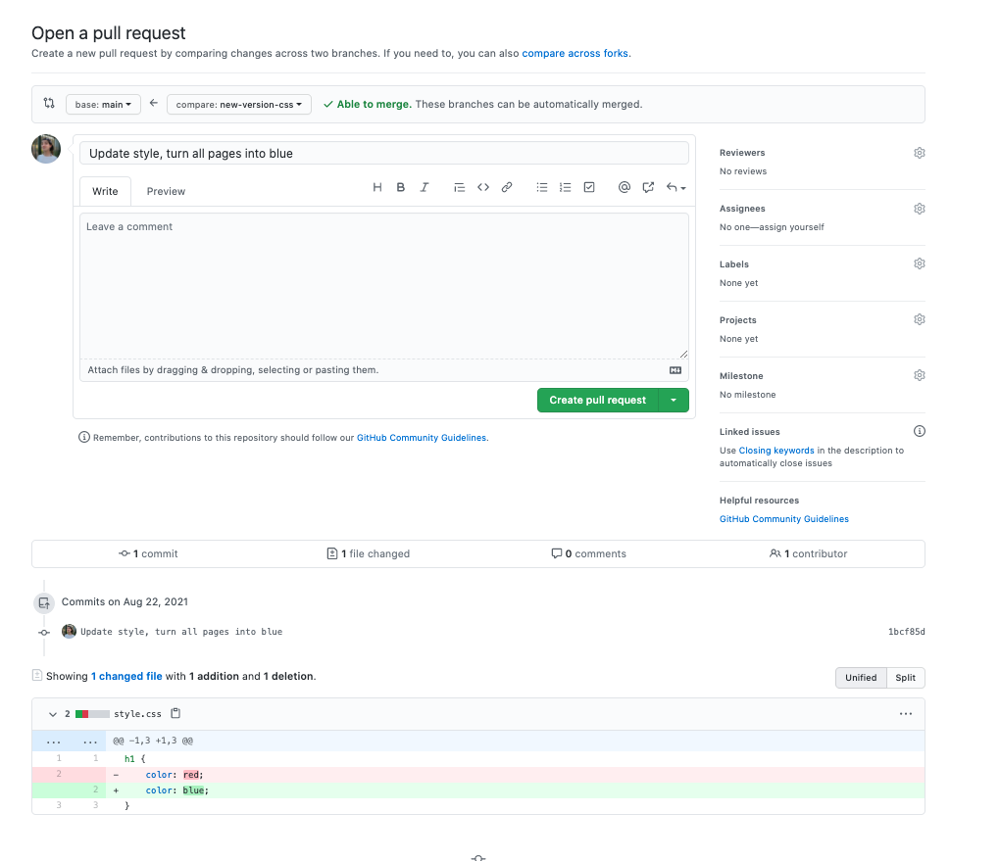 Open a pull request
Create a new pull request by comparing changes across two branches. If you need to, you can also compare across forks.
base: main
compare: new-version-css
Able to merge. These branches can be automatically merged.
Update style, turn all pages into blue
Write Preview
Leave a comment
Attach files by dragging & dropping, selecting or pasting them.
Create pull request
Remember, contributions to this repository should follow our GitHub Community Guidelines.
Reviewers
No reviews
Assignees
No one—assign yourself
Labels
None yet
Projects
None yet
Milestone
No milestone
Linked issues
Use Closing keywords in the description to
automatically close issues
Helpful resources
GitHub Community Guidelines
1 commit
1 file changed
0 comments
1 contributor
Commits on Aug 22, 2021
Update style, turn all pages into blue 1bcf85d
Showing 1 changed file with 1 addition and 1 deletion.
Unified Split
2 style.css
... ... @@ -1,3 +1,3 @@
1 1 h1 {
2 - color: red;
2 + color: blue;
3 3 }